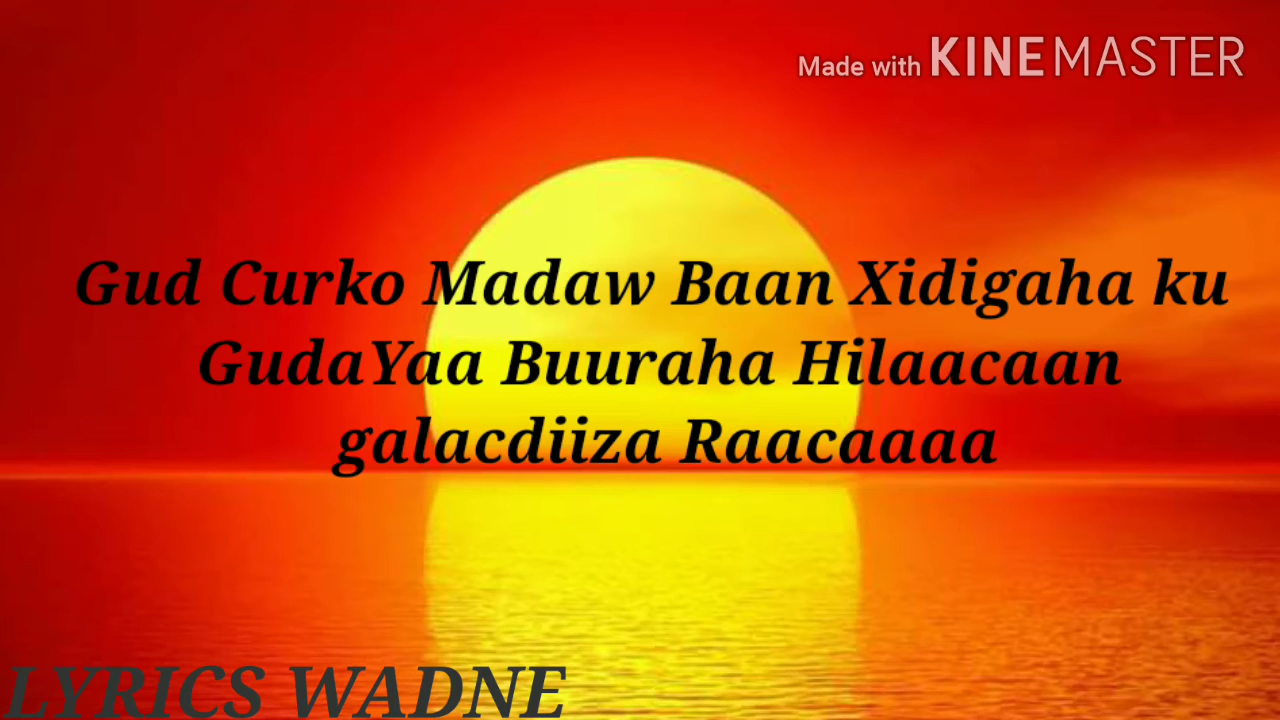 Made with KINEMASTER
Gud Curko Madaw Baan Xidigaha ku
GudaYaa Buuraha Hilaacaan
galacdiiza Raacaaaa
LYRICS WADNE